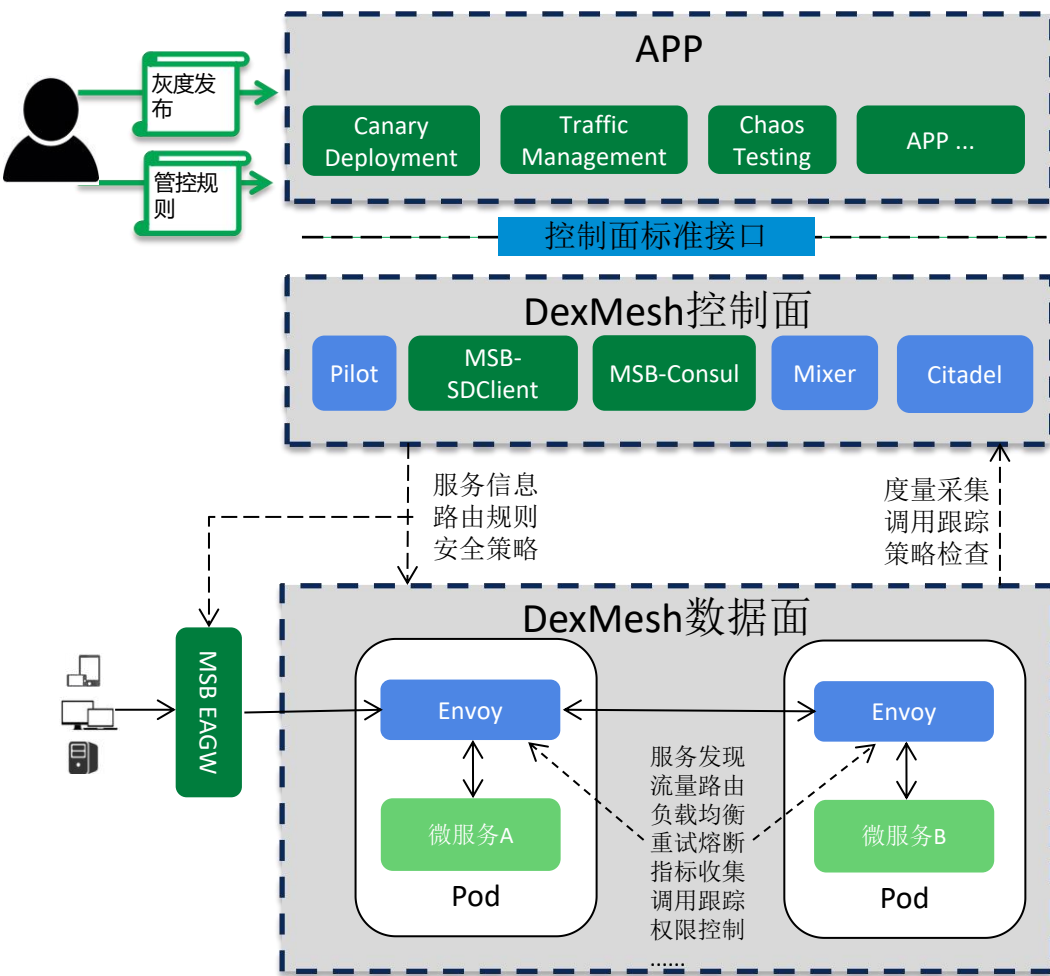 APP
灰度发
布
Canary
Deployment
Traffic
Management
Chaos
Testing
APP ...
管控规
则
控制面标准接口
DexMesh控制面
Pilot
MSB-
SDClient
MSB-Consul
Mixer
Citadel
服务信息
路由规则
安全策略
度量采集
调用跟踪
策略检查
DexMesh数据面
MSB EAGW
Envoy
Envoy
服务发现
流量路由
负载均衡
重试熔断
指标收集
调用跟踪
权限控制
......
微服务A
微服务B
Pod
Pod